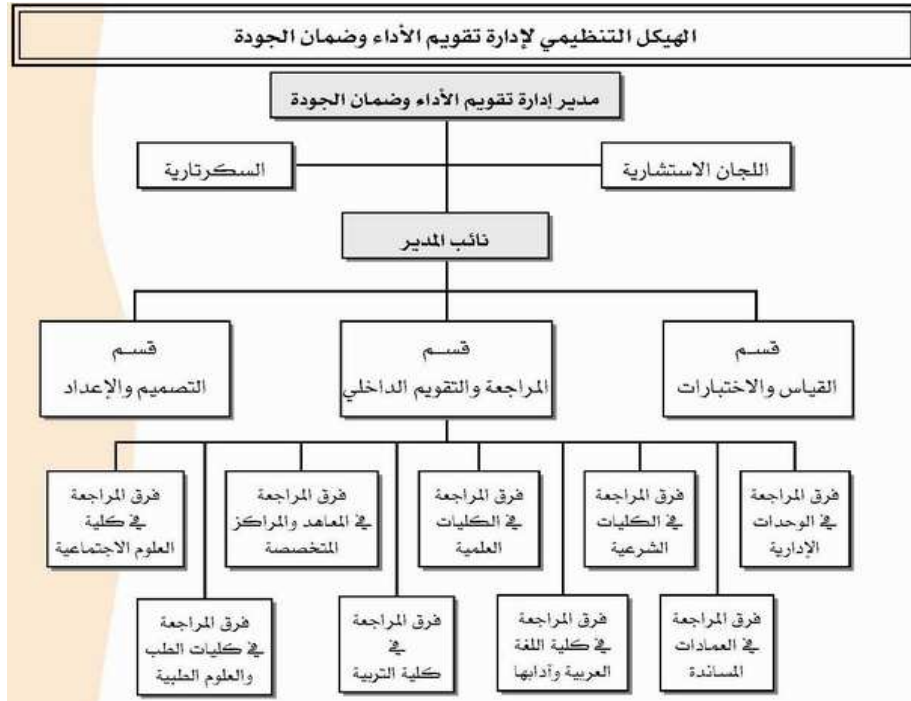 الهيكل التنظيمي لإدارة تقويم الأداء وضمان الجودة
مدير إدارة تقويم الأداء وضمان الجودة
اللجان الاستشارية
السكرتارية
نائب المدير
قسم
القياس والاختبارات
قسم
المراجعة والتقويم الداخلي
قسم
التصميم والإعداد
فرق المراجعة
في الوحدات
الإدارية
فرق المراجعة
في الكليات
الشرعية
فرق المراجعة
في الكليات
العلمية
فرق المراجعة
في المعاهد والمراكز
المتخصصة
فرق المراجعة
في كلية
العلوم الاجتماعية
فرق المراجعة
في العمادات
المساندة
فرق المراجعة
في كلية اللغة
العربية وآدابها
فرق المراجعة
في
كلية التربية
فرق المراجعة
في كليات الطب
والعلوم الطبية